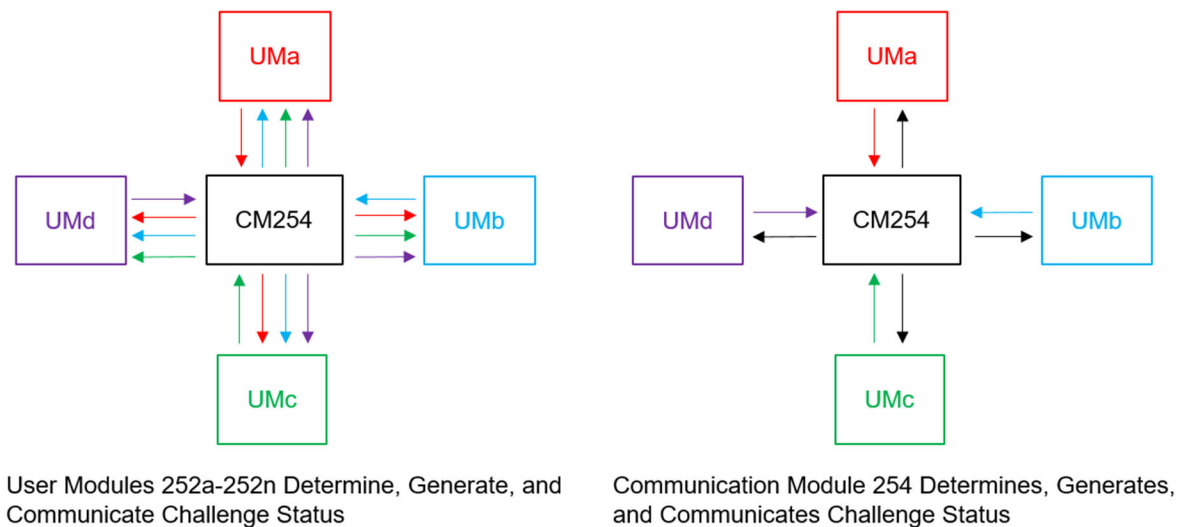 UMa
UMd
CM254
UMb
UMc
User Modules 252a-252n Determine, Generate, and
Communicate Challenge Status
UMa
UMd
CM254
UMb
UMc
Communication Module 254 Determines, Generates,
and Communicates Challenge Status